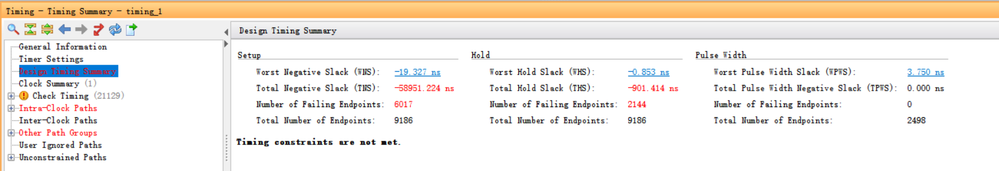 Timing - Timing Summary - timing_1
General Information
Timer Settings
Design Timing Summary
Clock Summary (1)
Check Timing (21129)
Intra-Clock Paths
Inter-Clock Paths
Other Path Groups
User Ignored Paths
Unconstrained Paths
Design Timing Summary
Setup
Worst Negative Slack (WNS): -19.327 ns
Total Negative Slack (TNS): -58951.224 ns
Number of Failing Endpoints: 6017
Total Number of Endpoints: 9186
Hold
Worst Hold Slack (WHS): -0.853 ns
Total Hold Slack (THS): -901.414 ns
Number of Failing Endpoints: 2144
Total Number of Endpoints: 9186
Pulse Width
Worst Pulse Width Slack (WPWS): 3.750 ns
Total Pulse Width Negative Slack (TPWS): 0.000 ns
Number of Failing Endpoints: 0
Total Number of Endpoints: 2498
Timing constraints are not met.